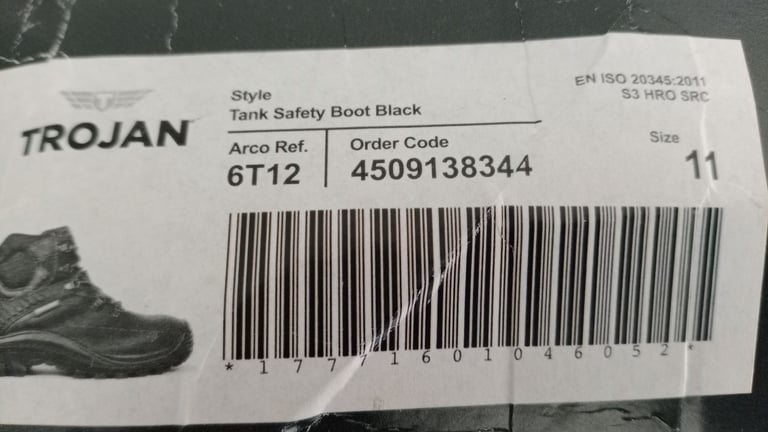 TROJAN
Style
Tank Safety Boot Black
EN ISO 20345:2011
S3 HRO SRC
Arco Ref.
6T12
Order Code
4509138344
Size
11
*17771601046052*